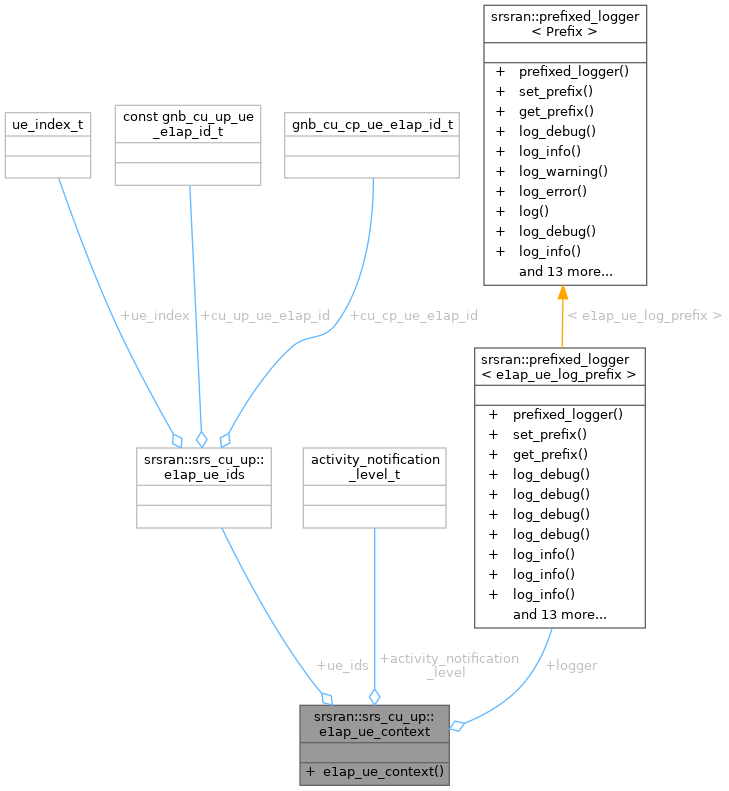 srsran::prefixed_logger
< Prefix >
+ prefixed_logger()
+ set_prefix()
+ get_prefix()
+ log_debug()
+ log_info()
+ log_warning()
+ log_error()
+ log()
+ log_debug()
+ log_info()
and 13 more...
ue_index_t
const gnb_cu_up_ue
_e1ap_id_t
gnb_cu_cp_ue_e1ap_id_t
+ue_index
+cu_up_ue_e1ap_id
+cu_cp_ue_e1ap_id
< e1ap_ue_log_prefix >
srsran::prefixed_logger
< e1ap_ue_log_prefix >
+ prefixed_logger()
+ set_prefix()
+ get_prefix()
+ log_debug()
+ log_debug()
+ log_debug()
+ log_debug()
+ log_info()
+ log_info()
+ log_info()
and 13 more...
srsran::srs_cu_up::
e1ap_ue_ids
activity_notification
_level_t
+ue_ids
+activity_notification
_level
+logger
srsran::srs_cu_up::
e1ap_ue_context
+ e1ap_ue_context()